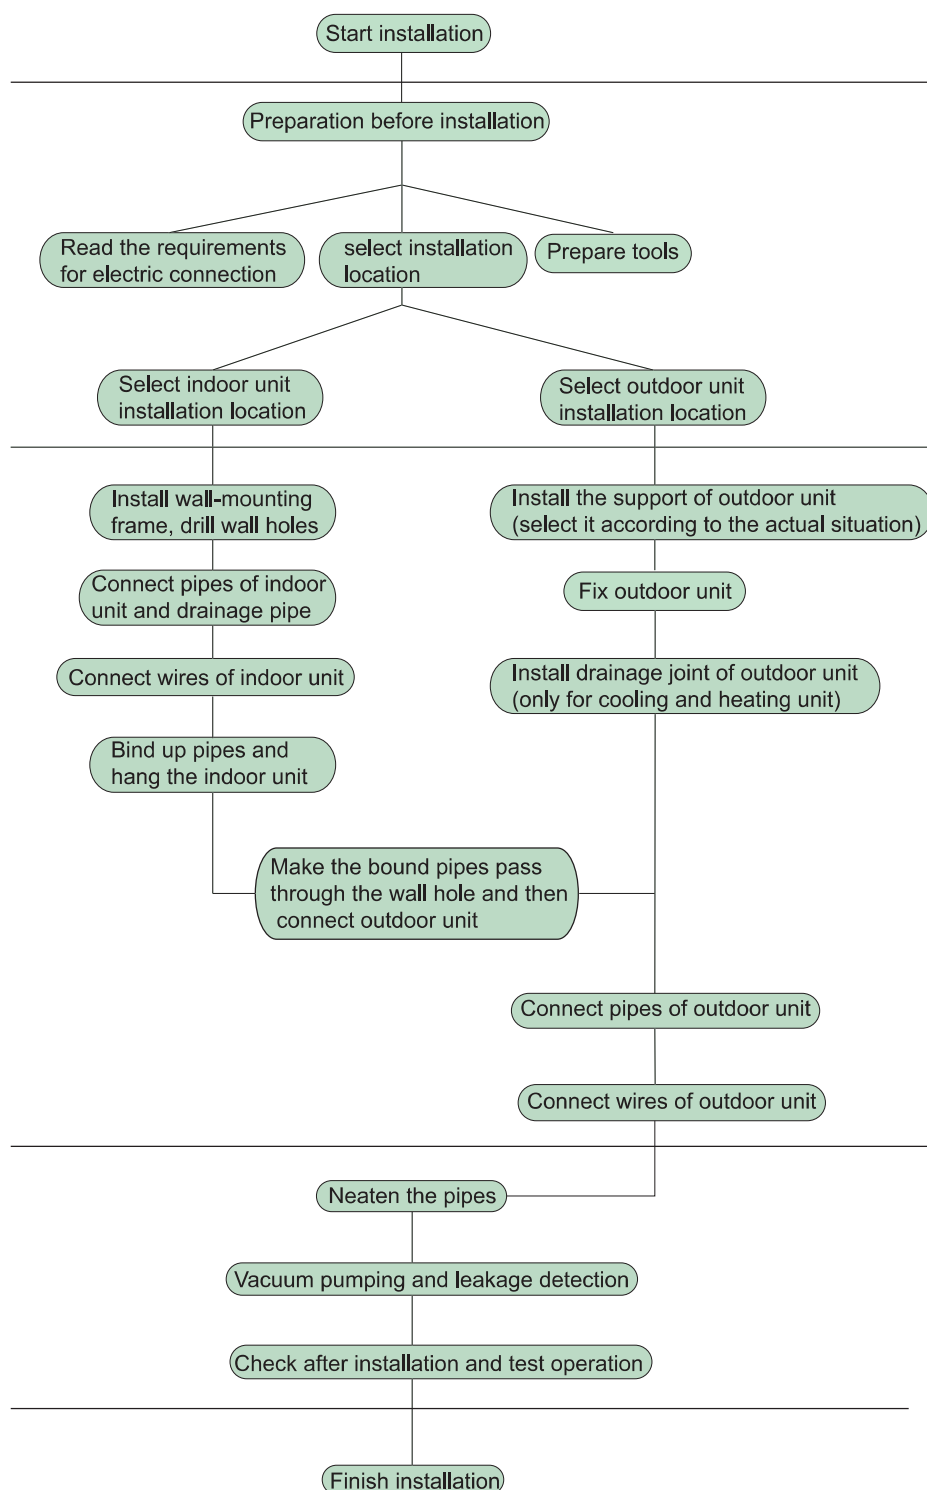 Start installation
Preparation before installation
Read the requirements
for electric connection
select installation
location
Prepare tools
Select indoor unit
installation location
Select outdoor unit
installation location
Install wall-mounting
frame, drill wall holes
Install the support of outdoor unit
(select it according to the actual situation)
Connect pipes of indoor
unit and drainage pipe
Fix outdoor unit
Connect wires of indoor unit
Install drainage joint of outdoor unit
(only for cooling and heating unit)
Bind up pipes and
hang the indoor unit
Make the bound pipes pass
through the wall hole and then
connect outdoor unit
Connect pipes of outdoor unit
Connect wires of outdoor unit
Neaten the pipes
Vacuum pumping and leakage detection
Check after installation and test operation
Finish installation